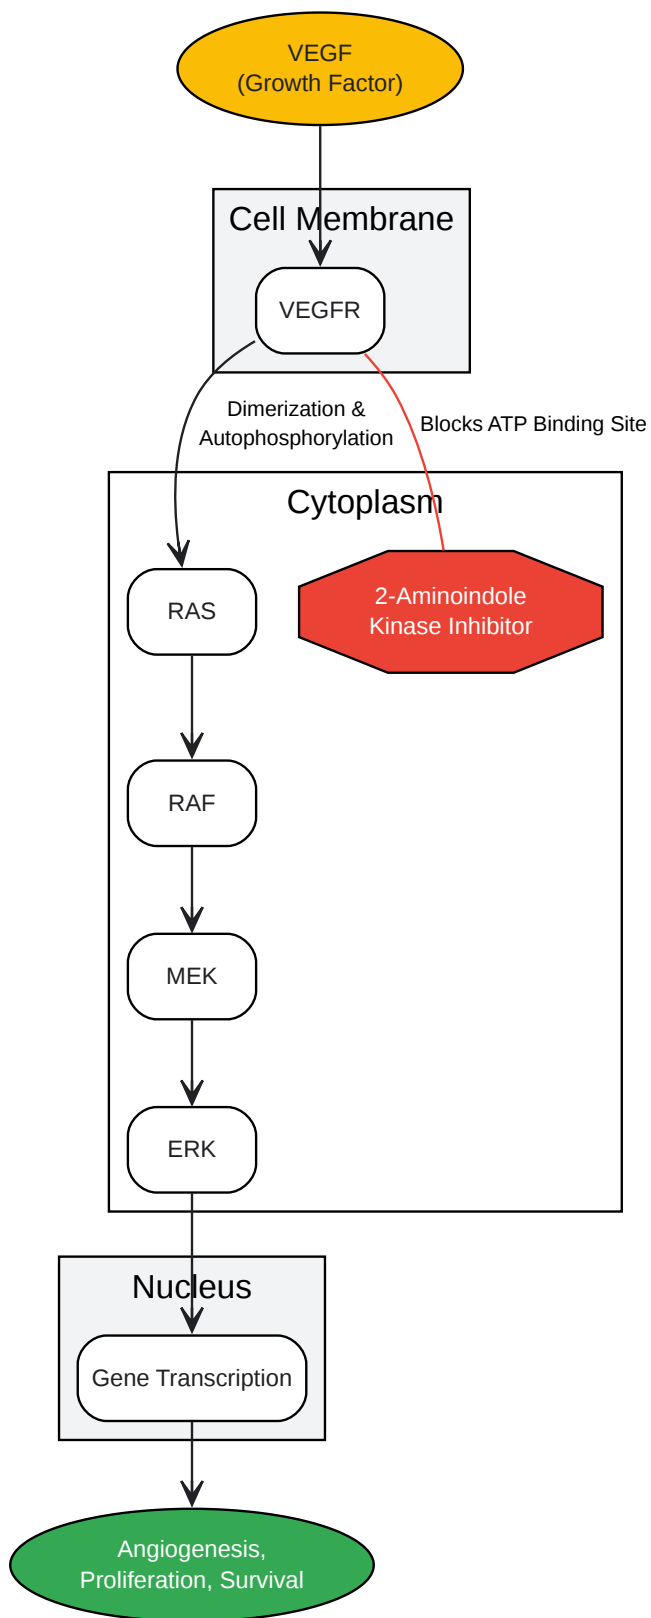 VEGF
(Growth Factor)
Cell Membrane
VEGFR
Dimerization &
Autophosphorylation
Blocks ATP Binding Site
Cytoplasm
RAS
2-Aminoindole
Kinase Inhibitor
RAF
MEK
ERK
Nucleus
Gene Transcription
Angiogenesis,
Proliferation, Survival